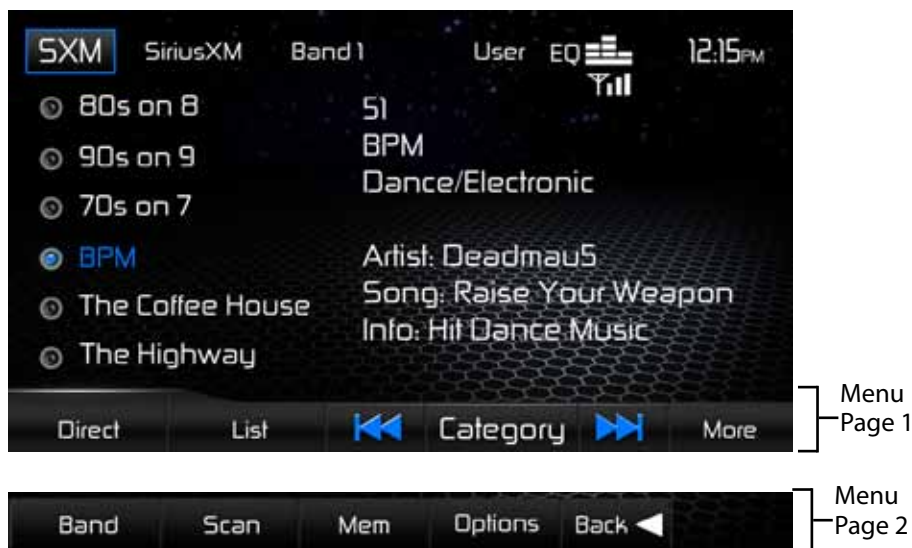 SXM SiriusXM Band 1 User EQ 12:15PM
80s on 8
90s on 9
70s on 7
BPM
The Coffee House
The Highway
51
BPM
Dance/Electronic
Artist: Deadmau5
Song: Raise Your Weapon
Info: Hit Dance Music
Direct List Category More
Menu
Page 1
Band Scan Mem Options Back
Menu
Page 2